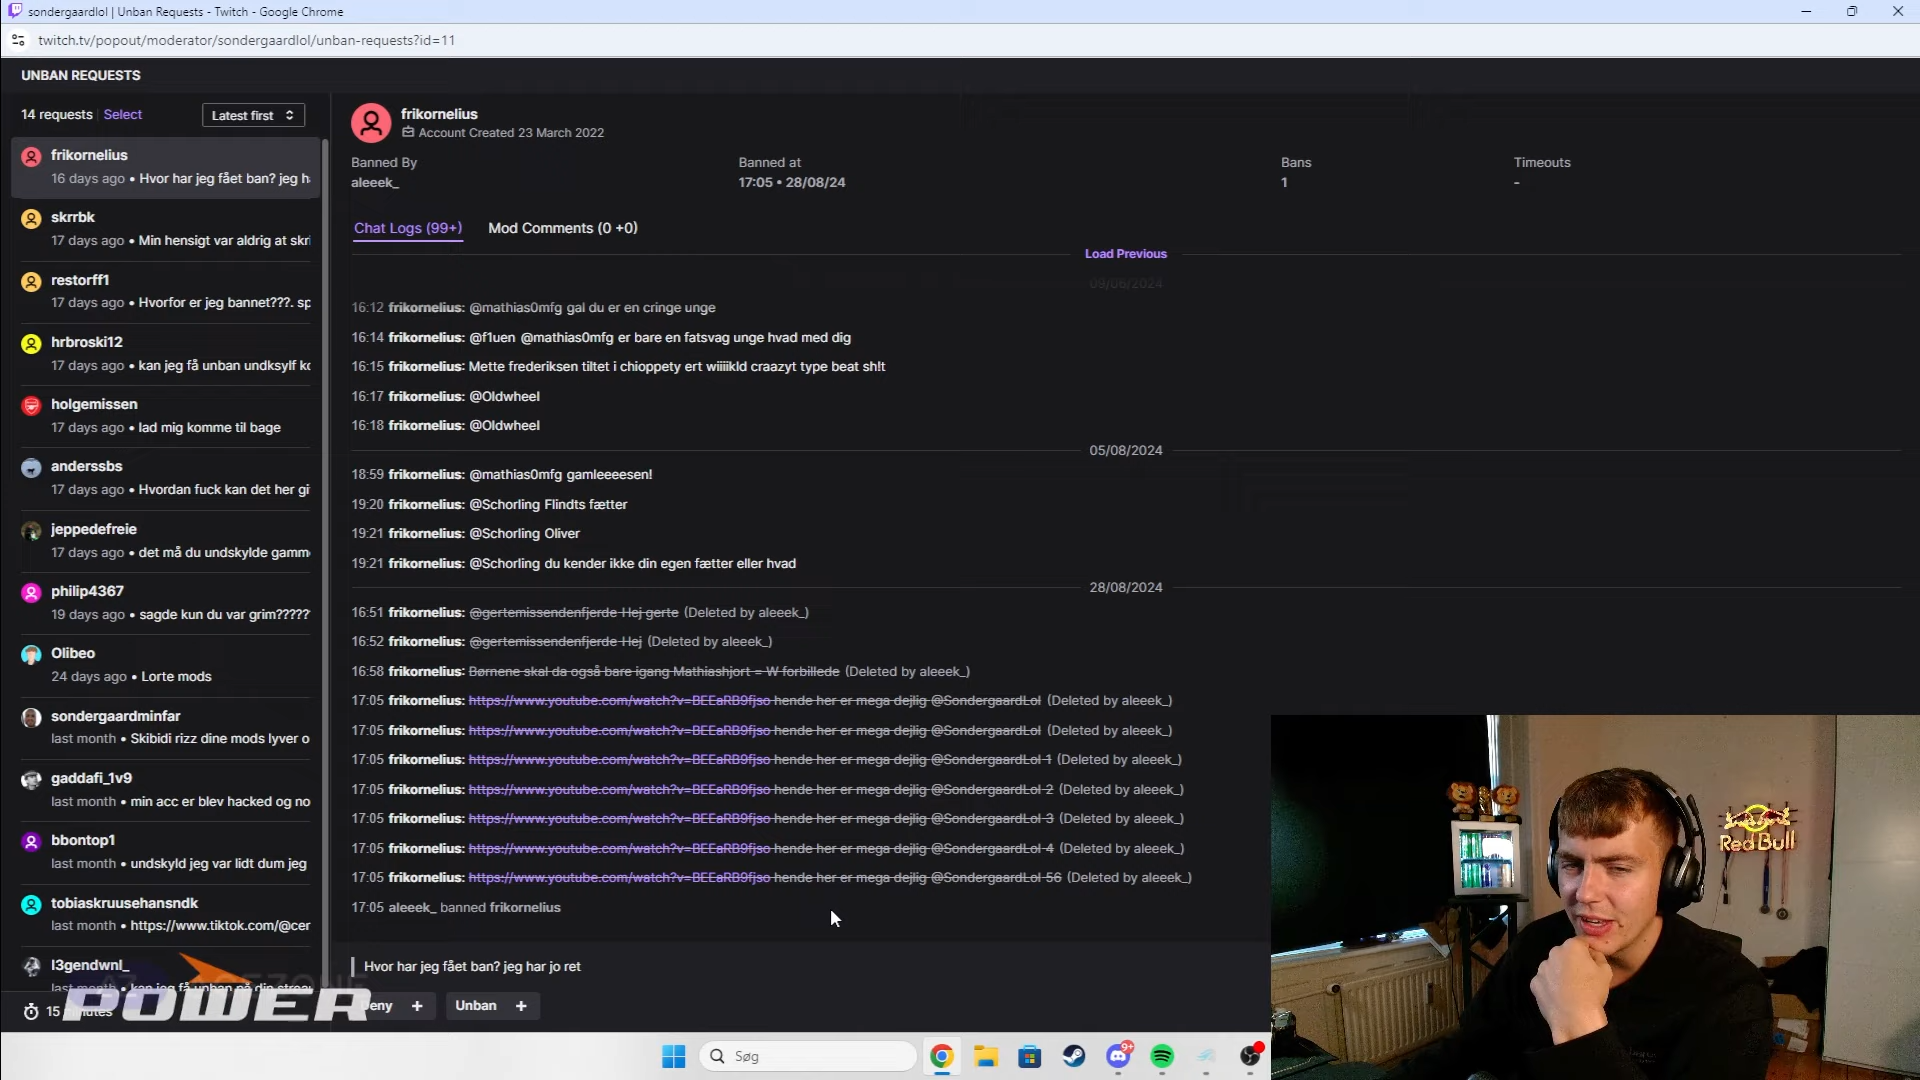 sondergaardlol | Unban Requests - Twitch - Google Chrome
twitch.tv/popout/moderator/sondergaardlol/unban-requests?id=11
UNBAN REQUESTS
14 requests | Select
Latest first
frikornelius
16 days ago • Hvor har jeg fået ban? jeg h
skrrbk
17 days ago • Min hensigt var aldrig at skri
restorff1
17 days ago • Hvorfor er jeg bannet???. sp
hrbroski12
17 days ago • kan jeg få unban undksylf ko
holgemissen
17 days ago • lad mig komme til bage
anderssbs
17 days ago • Hvordan fuck kan det her gi
jeppedefreie
17 days ago • det må du undskylde gamm
philip4367
19 days ago • sagde kun du var grim?????
Olibeo
24 days ago • Lorte mods
sondergaardminfar
last month • Skibidi rizz dine mods lyver o
gaddafi_1v9
last month • min acc er blev hacked og no
bbontop1
last month • undskyld jeg var lidt dum jeg
tobiaskruusehansndk
last month • https://www.tiktok.com/@cer
l3gendwnl_
last month • kan jeg få unban på din strea
15 minutes
POWER
frikornelius
Account Created 23 March 2022
Banned By
aleeek_
Banned at
17:05 • 28/08/24
Bans
1
Timeouts
-
Chat Logs (99+)
Mod Comments (0 +0)
Load Previous
09/06/2024
16:12 frikornelius: @mathias0mfg gal du er en cringe unge
16:14 frikornelius: @f1uen @mathias0mfg er bare en fatsvag unge hvad med dig
16:15 frikornelius: Mette frederiksen tiltet i chioppety ert wiiiikld craazyt type beat sh!t
16:17 frikornelius: @Oldwheel
16:18 frikornelius: @Oldwheel
05/08/2024
18:59 frikornelius: @mathias0mfg gamleeeesen!
19:20 frikornelius: @Schorling Flindts fætter
19:21 frikornelius: @Schorling Oliver
19:21 frikornelius: @Schorling du kender ikke din egen fætter eller hvad
28/08/2024
16:51 frikornelius: @gertemissendenfjerde Hej gerte (Deleted by aleeek_)
16:52 frikornelius: @gertemissendenfjerde Hej (Deleted by aleeek_)
16:58 frikornelius: Børnene skal da også bare igang Mathiashjort = W forbillede (Deleted by aleeek_)
17:05 frikornelius: https://www.youtube.com/watch?v=BEEaRB9fjso hende her er mega dejlig @SondergaardLol (Deleted by aleeek_)
17:05 frikornelius: https://www.youtube.com/watch?v=BEEaRB9fjso hende her er mega dejlig @SondergaardLol (Deleted by aleeek_)
17:05 frikornelius: https://www.youtube.com/watch?v=BEEaRB9fjso hende her er mega dejlig @SondergaardLol 1 (Deleted by aleeek_)
17:05 frikornelius: https://www.youtube.com/watch?v=BEEaRB9fjso hende her er mega dejlig @SondergaardLol 2 (Deleted by aleeek_)
17:05 frikornelius: https://www.youtube.com/watch?v=BEEaRB9fjso hende her er mega dejlig @SondergaardLol 3 (Deleted by aleeek_)
17:05 frikornelius: https://www.youtube.com/watch?v=BEEaRB9fjso hende her er mega dejlig @SondergaardLol 4 (Deleted by aleeek_)
17:05 frikornelius: https://www.youtube.com/watch?v=BEEaRB9fjso hende her er mega dejlig @SondergaardLol 56 (Deleted by aleeek_)
17:05 aleeek_ banned frikornelius
Hvor har jeg fået ban? jeg har jo ret
Deny +
Unban +
Søg
9+
Red Bull